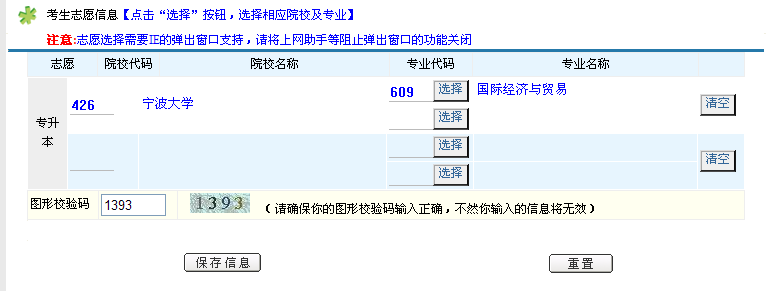 考生志愿信息【点击“选择”按钮，选择相应院校及专业】
注意:志愿选择需要正的弹出窗口支持，请将上网助手等阻止弹出窗口的功能关闭
志愿 院校代码 院校名称 专业代码 专业名称
专升本 426 宁波大学 609 选择 国际经济与贸易 清空
选择
选择 清空
选择
图形校验码 1393 1393 （请确保你的图形校验码输入正确，不然你输入的信息将无效）
保存信息 重置